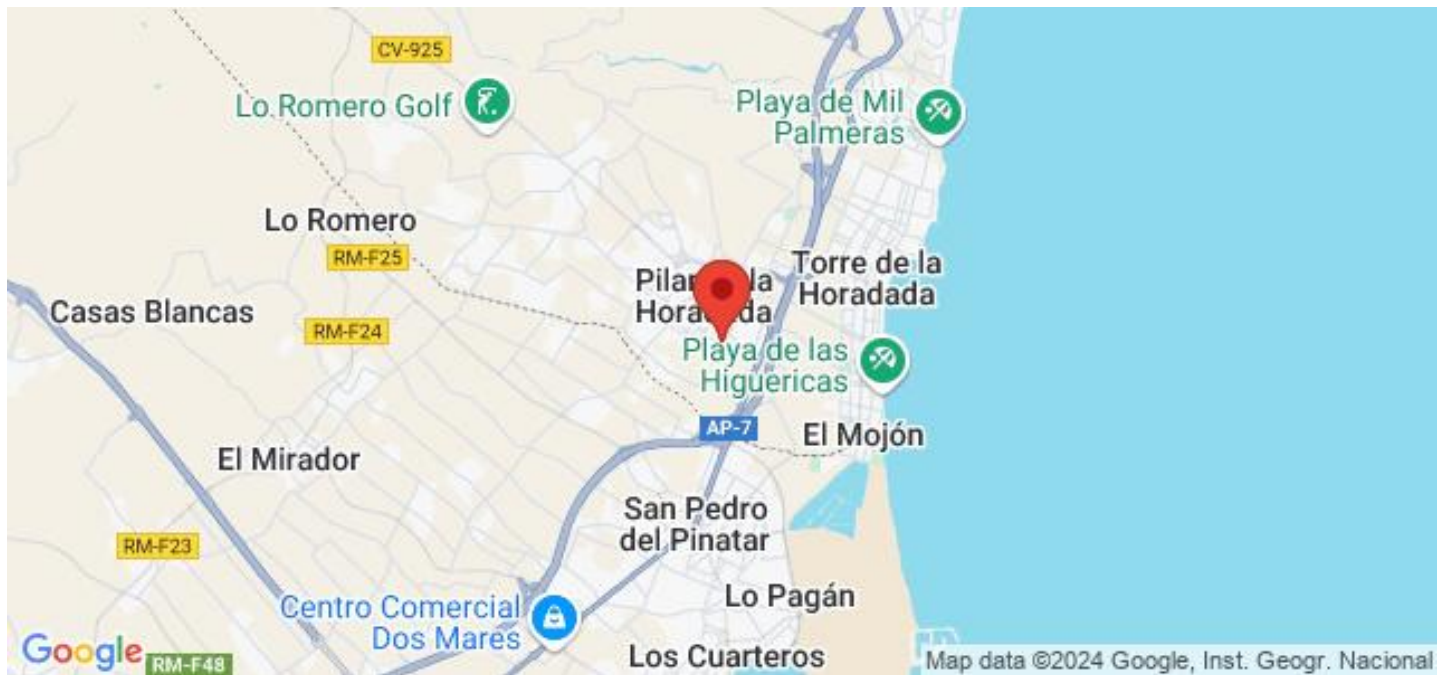 CV-925
Lo Romero Golf
Playa de Mil
Palmeras
Lo Romero
RM-F25
Torre de la
Horadada
Casas Blancas
RM-F24
Playa de las
Higuericas
AP-7
El Mojón
El Mirador
San Pedro
del Pinatar
RM-F23
Lo Pagán
Centro Comercial
Dos Mares
Los Cuarteros
Google
RM-F48
Map data ©2024 Google, Inst. Geogr. Nacional